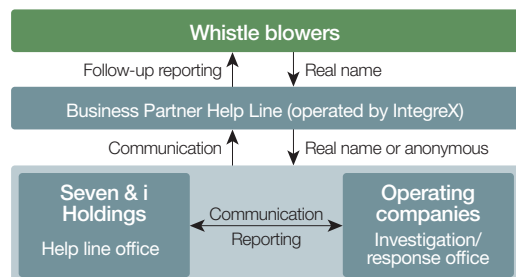 Whistle blowers
Follow-up reporting
Real name
Business Partner Help Line (operated by IntegreX)
Communication
Real name or anonymous
Seven & i
Holdings
Help line office
Communication
Reporting
Operating
companies
Investigation/
response office